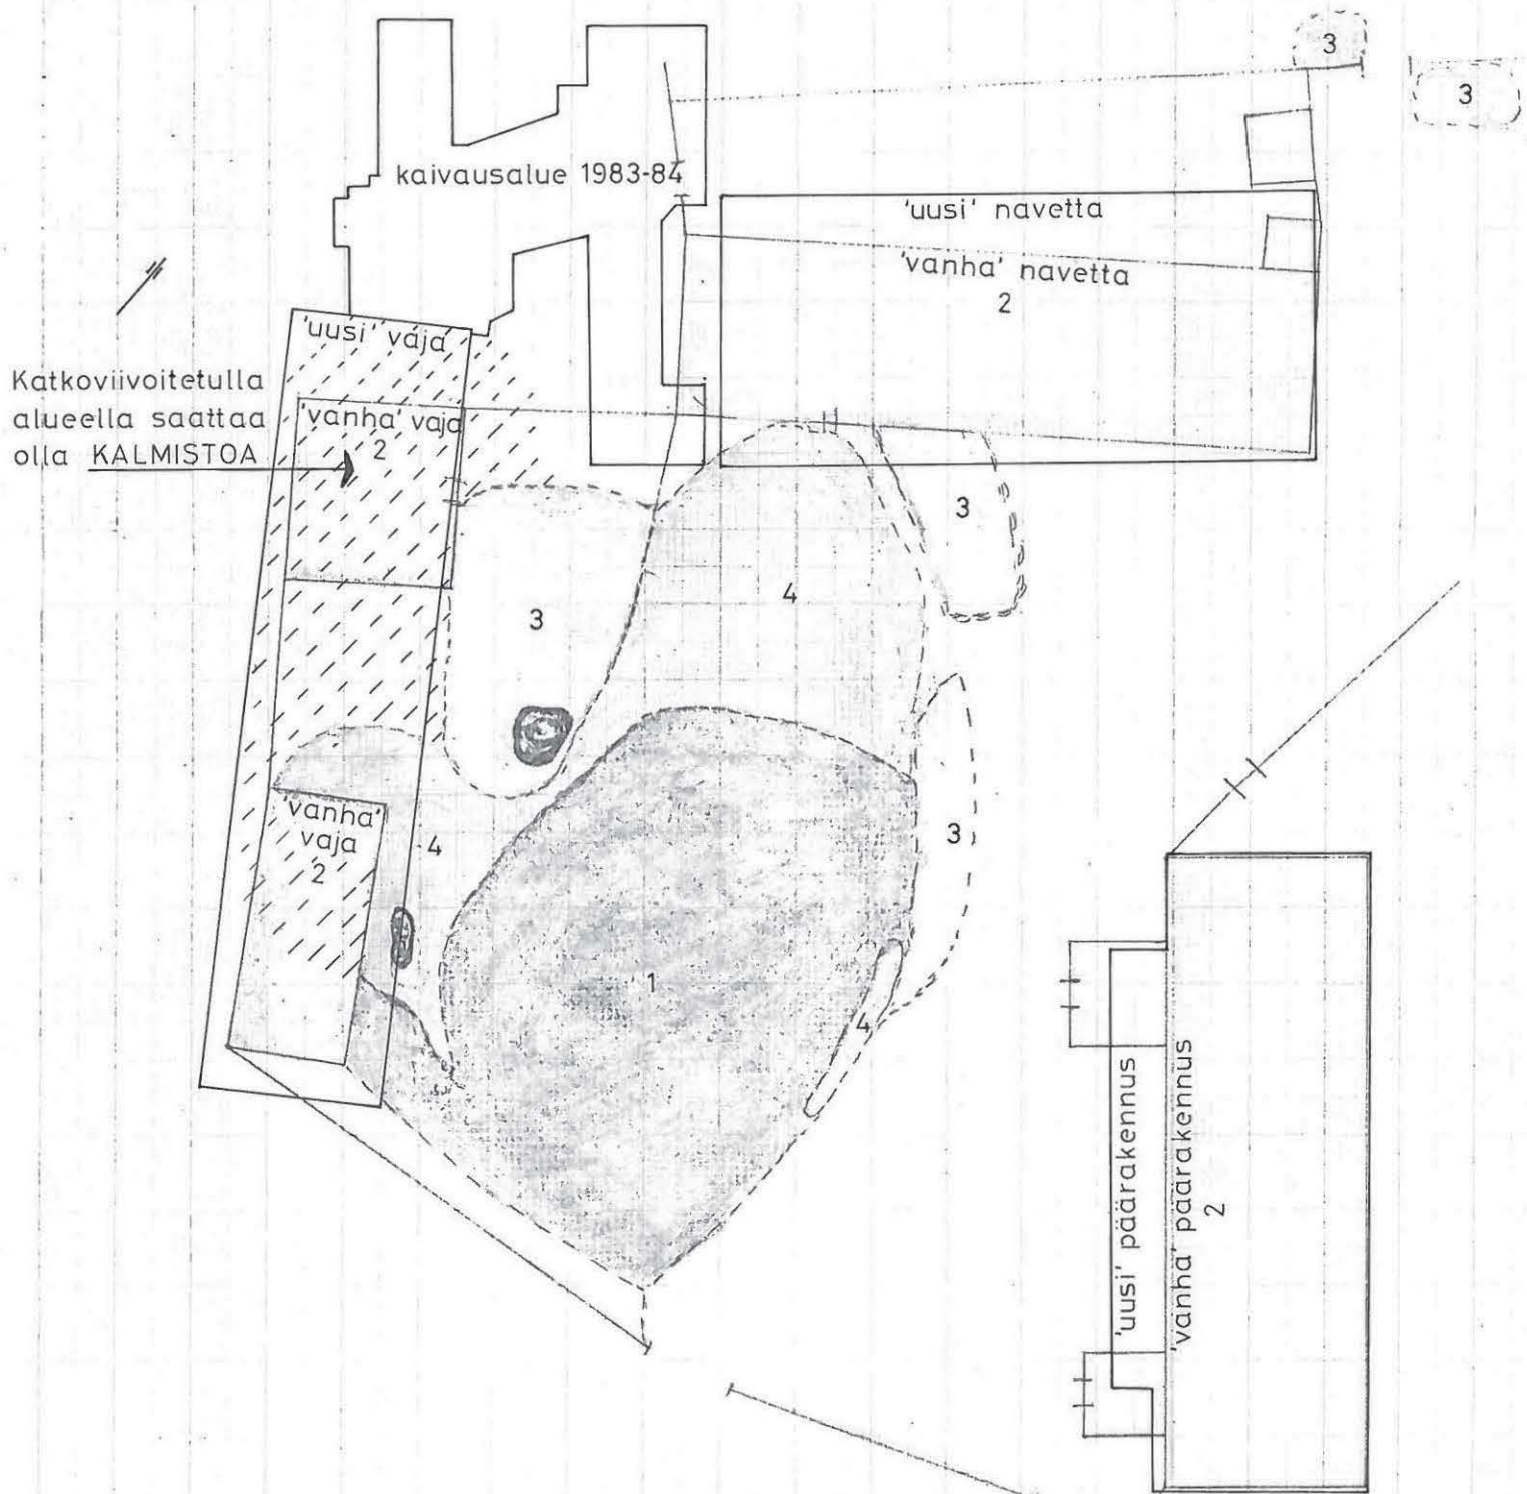 3
3
kaivausalue 1983-84
'uusi' navetta
'vanha' navetta
2
'uusi' vaja
Katkoviivoitetulla
alueella saattaa
olla KALMISTOA
'vanha' vaja
2
3
4
3
'vanha'
vaja
2
4
3
1
4
'uusi' päärakennus
'vanha' päärakennus
2